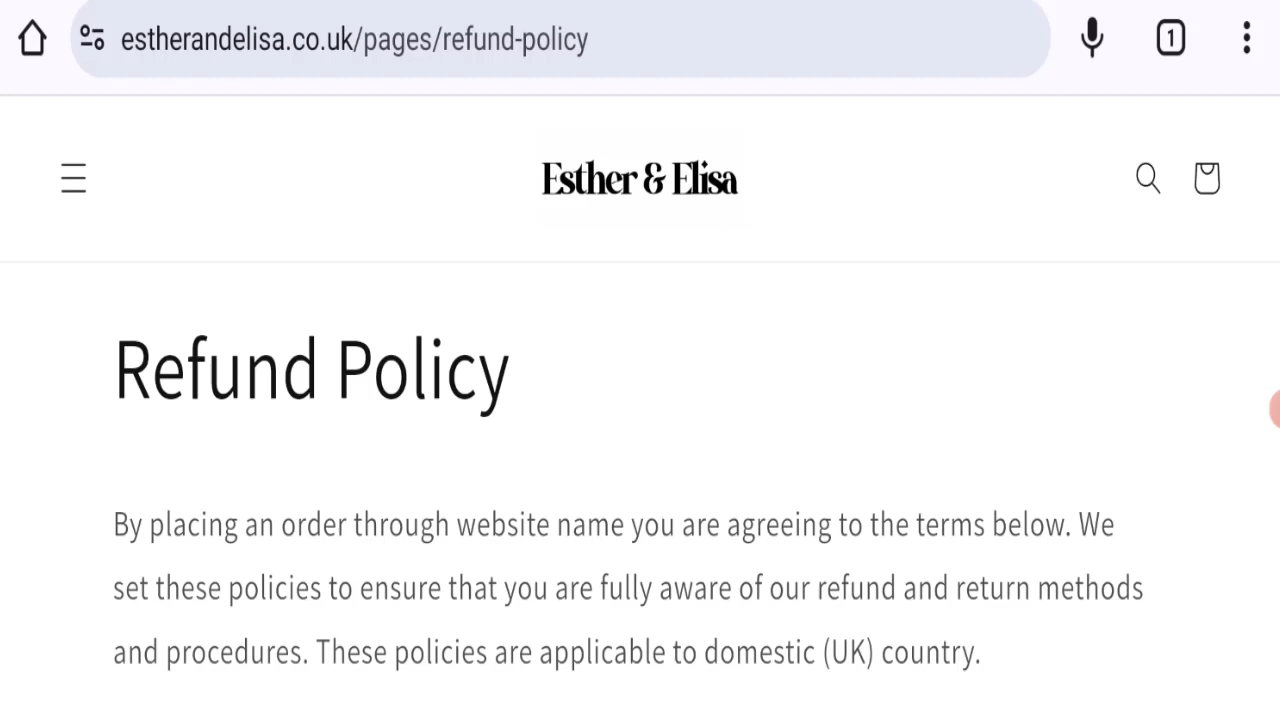 estherandelisa.co.uk/pages/refund-policy
1
Esther & Elisa
Refund Policy
By placing an order through website name you are agreeing to the terms below. We
set these policies to ensure that you are fully aware of our refund and return methods
and procedures. These policies are applicable to domestic (UK) country.